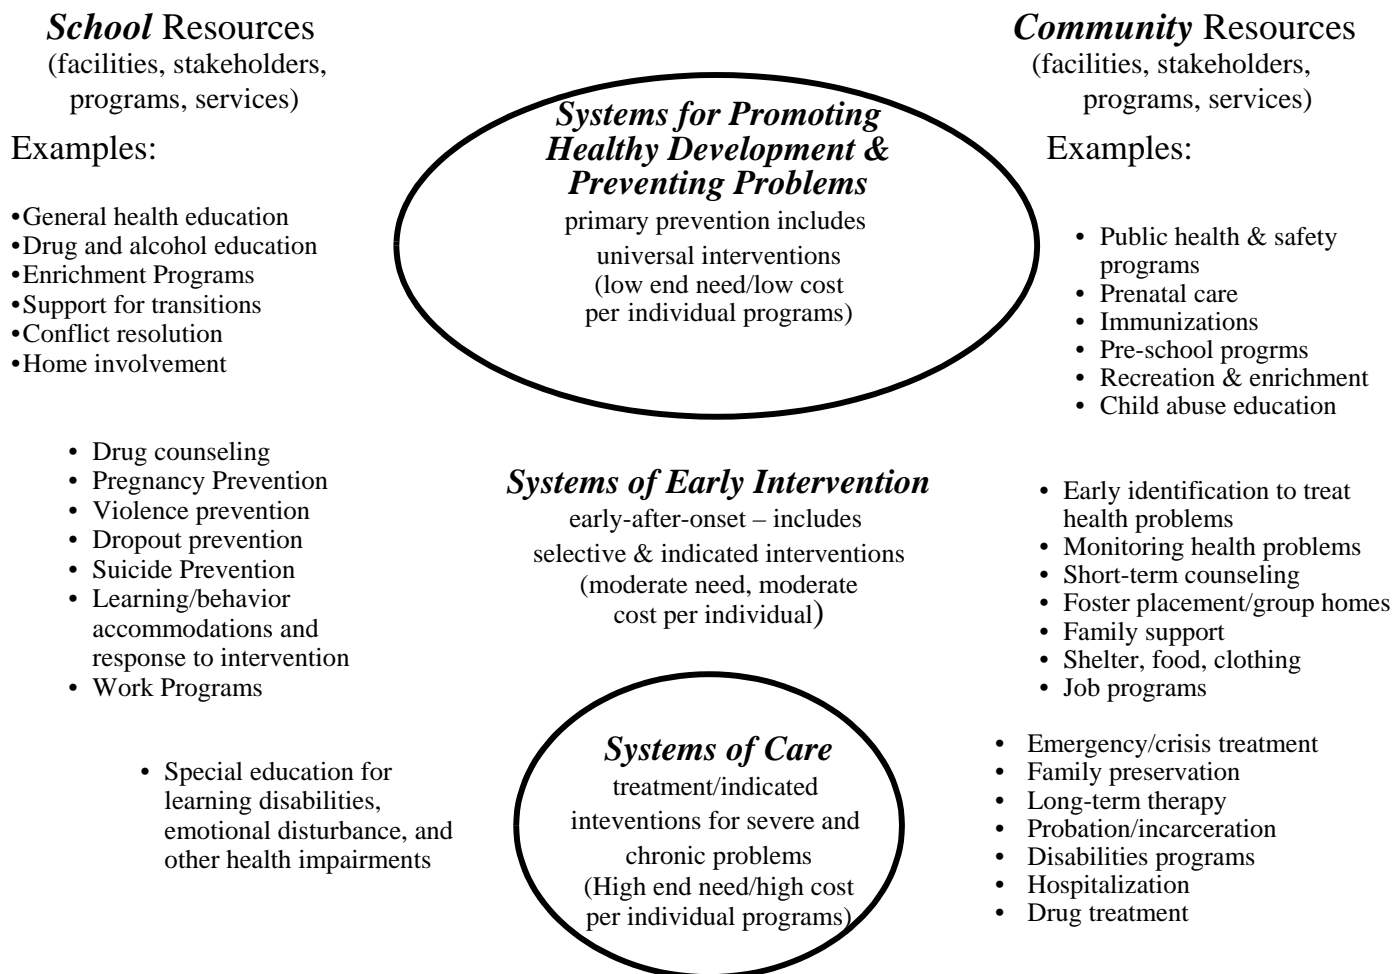 School Resources
(facilities, stakeholders,
programs, services)
Examples:
•General health education
•Drug and alcohol education
•Enrichment Programs
•Support for transitions
•Conflict resolution
•Home involvement
• Drug counseling
• Pregnancy Prevention
• Violence prevention
• Dropout prevention
• Suicide Prevention
• Learning/behavior
accommodations and
response to intervention
• Work Programs
• Special education for
learning disabilities,
emotional disturbance, and
other health impairments
Systems for Promoting
Healthy Development &
Preventing Problems
primary prevention includes
universal interventions
(low end need/low cost
per individual programs)
Systems of Early Intervention
early-after-onset – includes
selective & indicated interventions
(moderate need, moderate
cost per individual)
Systems of Care
treatment/indicated
inteventions for severe and
chronic problems
(High end need/high cost
per individual programs)
Community Resources
(facilities, stakeholders,
programs, services)
Examples:
• Public health & safety
programs
• Prenatal care
• Immunizations
• Pre-school progrms
• Recreation & enrichment
• Child abuse education
• Early identification to treat
health problems
• Monitoring health problems
• Short-term counseling
• Foster placement/group homes
• Family support
• Shelter, food, clothing
• Job programs
• Emergency/crisis treatment
• Family preservation
• Long-term therapy
• Probation/incarceration
• Disabilities programs
• Hospitalization
• Drug treatment